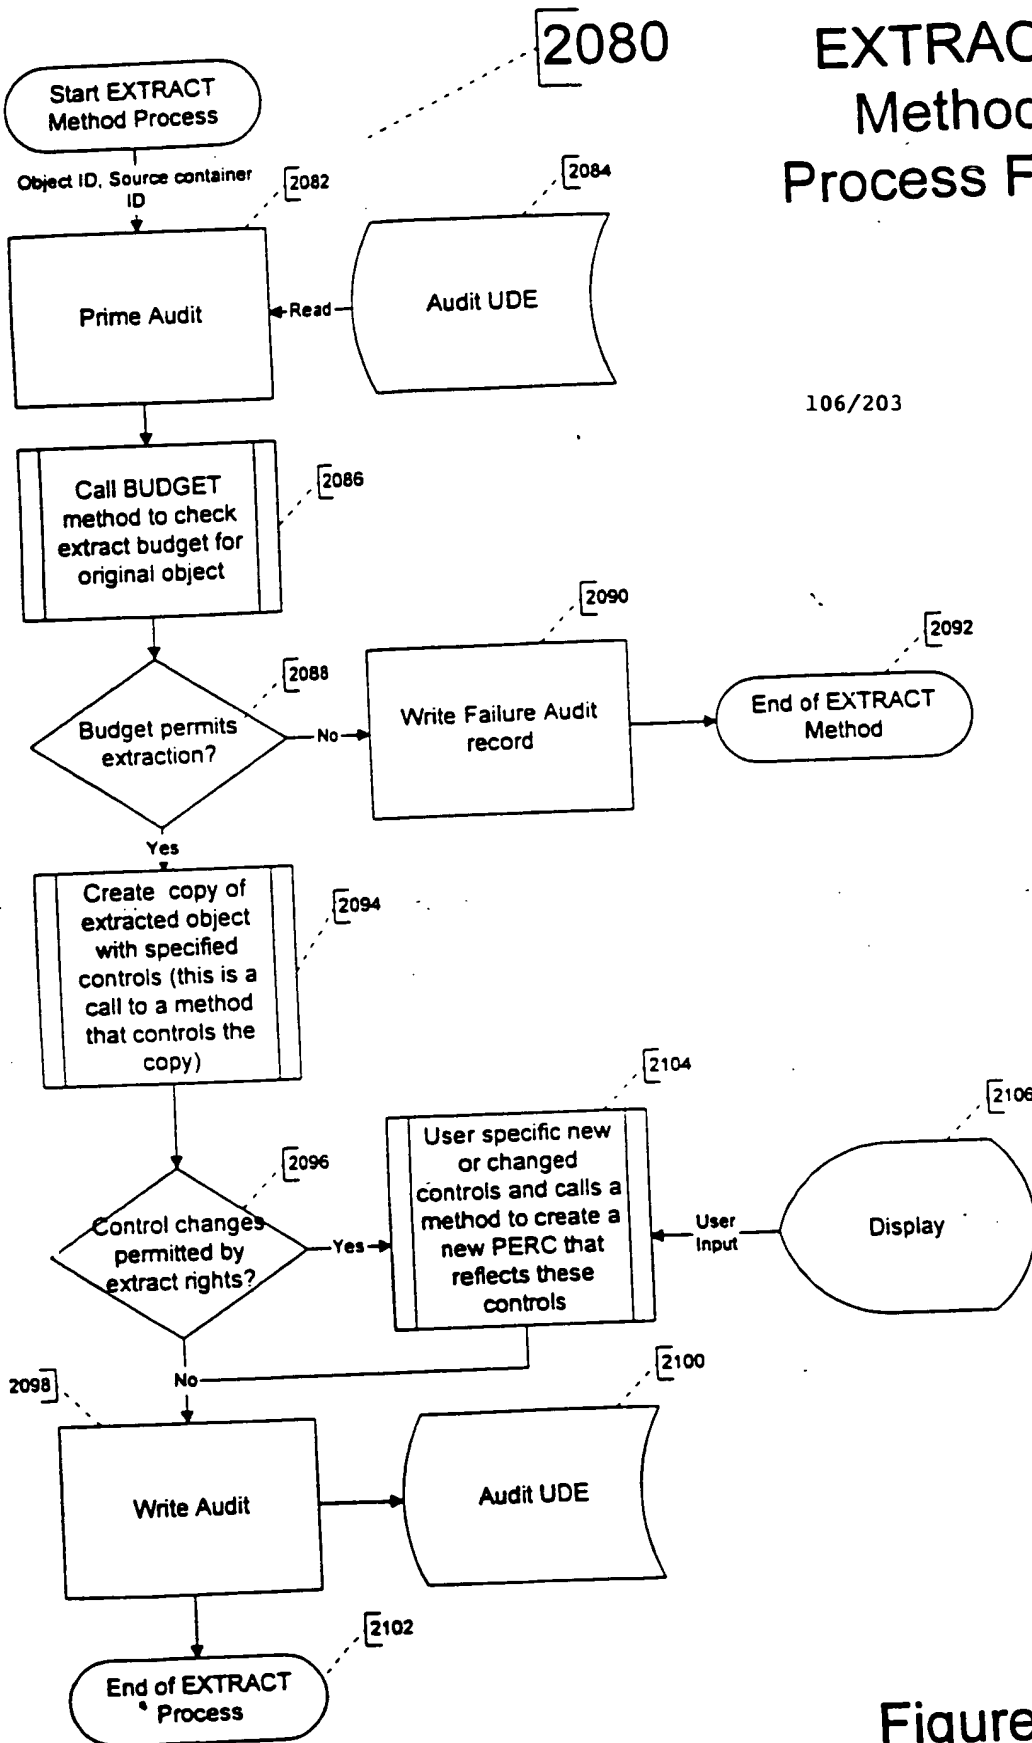 2080
EXTRAC
Method
Process F
Start EXTRACT
Method Process
Object ID, Source container
ID
2082
2084
Prime Audit
Read
Audit UDE
106/203
Call BUDGET
method to check
extract budget for
original object
2086
2088
Budget permits
extraction?
No
2090
Write Failure Audit
record
2092
End of EXTRACT
Method
Yes
Create copy of
extracted object
with specified
controls (this is a
call to a method
that controls the
copy)
2094
2096
Control changes
permitted by
extract rights?
Yes
2104
User specific new
or changed
controls and calls a
method to create a
new PERC that
reflects these
controls
User
Input
2106
Display
No
2098
2100
Write Audit
Audit UDE
2102
End of EXTRACT
Process
Figure